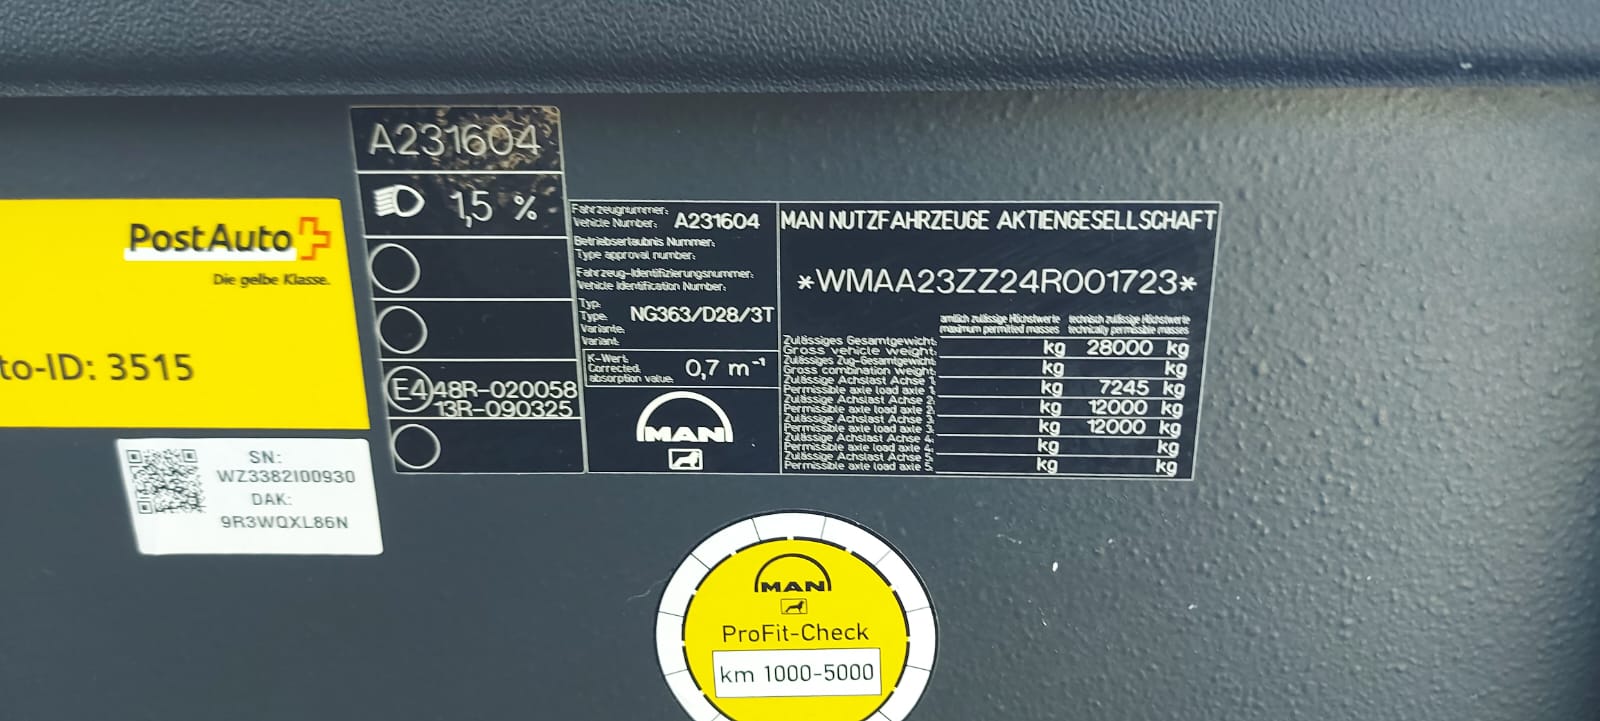 PostAuto
Die gelbe Klasse.
to-ID: 3515
SN:
WZ3382I00930
DAK:
9R3WQXL86N
A231604
1,5 %
E4 48R-020058
13R-090325
Fahrzeugnummer:
Vehicle Number: A231604
Betriebserlaubnis Nummer:
Type approval number:
Fahrzeug-Identifizierungsnummer:
Vehicle Identification Number:
Typ:
Type: NG363/D28/3T
Variante:
Variant:
K-Wert:
Corrected: 0,7 m⁻¹
absorption value:
MAN
MAN NUTZFAHRZEUGE AKTIENGESELLSCHAFT
*WMAA23ZZ24R001723*
amtlich zulässige Höchstwerte technisch zulässige Höchstwerte
maximum permitted masses technically permissible masses
Zulässiges Gesamtgewicht:
Gross vehicle weight: kg 28000 kg
Zulässiges Zug-Gesamtgewicht:
Gross combination weight: kg kg
Zulässige Achslast Achse 1:
Permissible axle load axle 1: kg 7245 kg
Zulässige Achslast Achse 2:
Permissible axle load axle 2: kg 12000 kg
Zulässige Achslast Achse 3:
Permissible axle load axle 3: kg 12000 kg
Zulässige Achslast Achse 4:
Permissible axle load axle 4: kg kg
Zulässige Achslast Achse 5:
Permissible axle load axle 5: kg kg
MAN
ProFit-Check
km 1000-5000